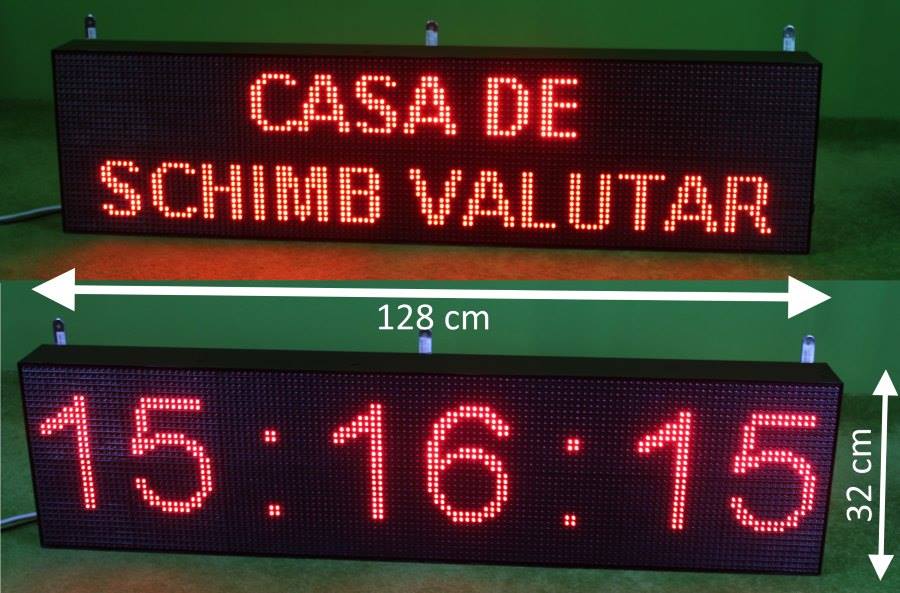 CASA DE
SCHIMB VALUTAR
128 cm
15:16:15
32 cm